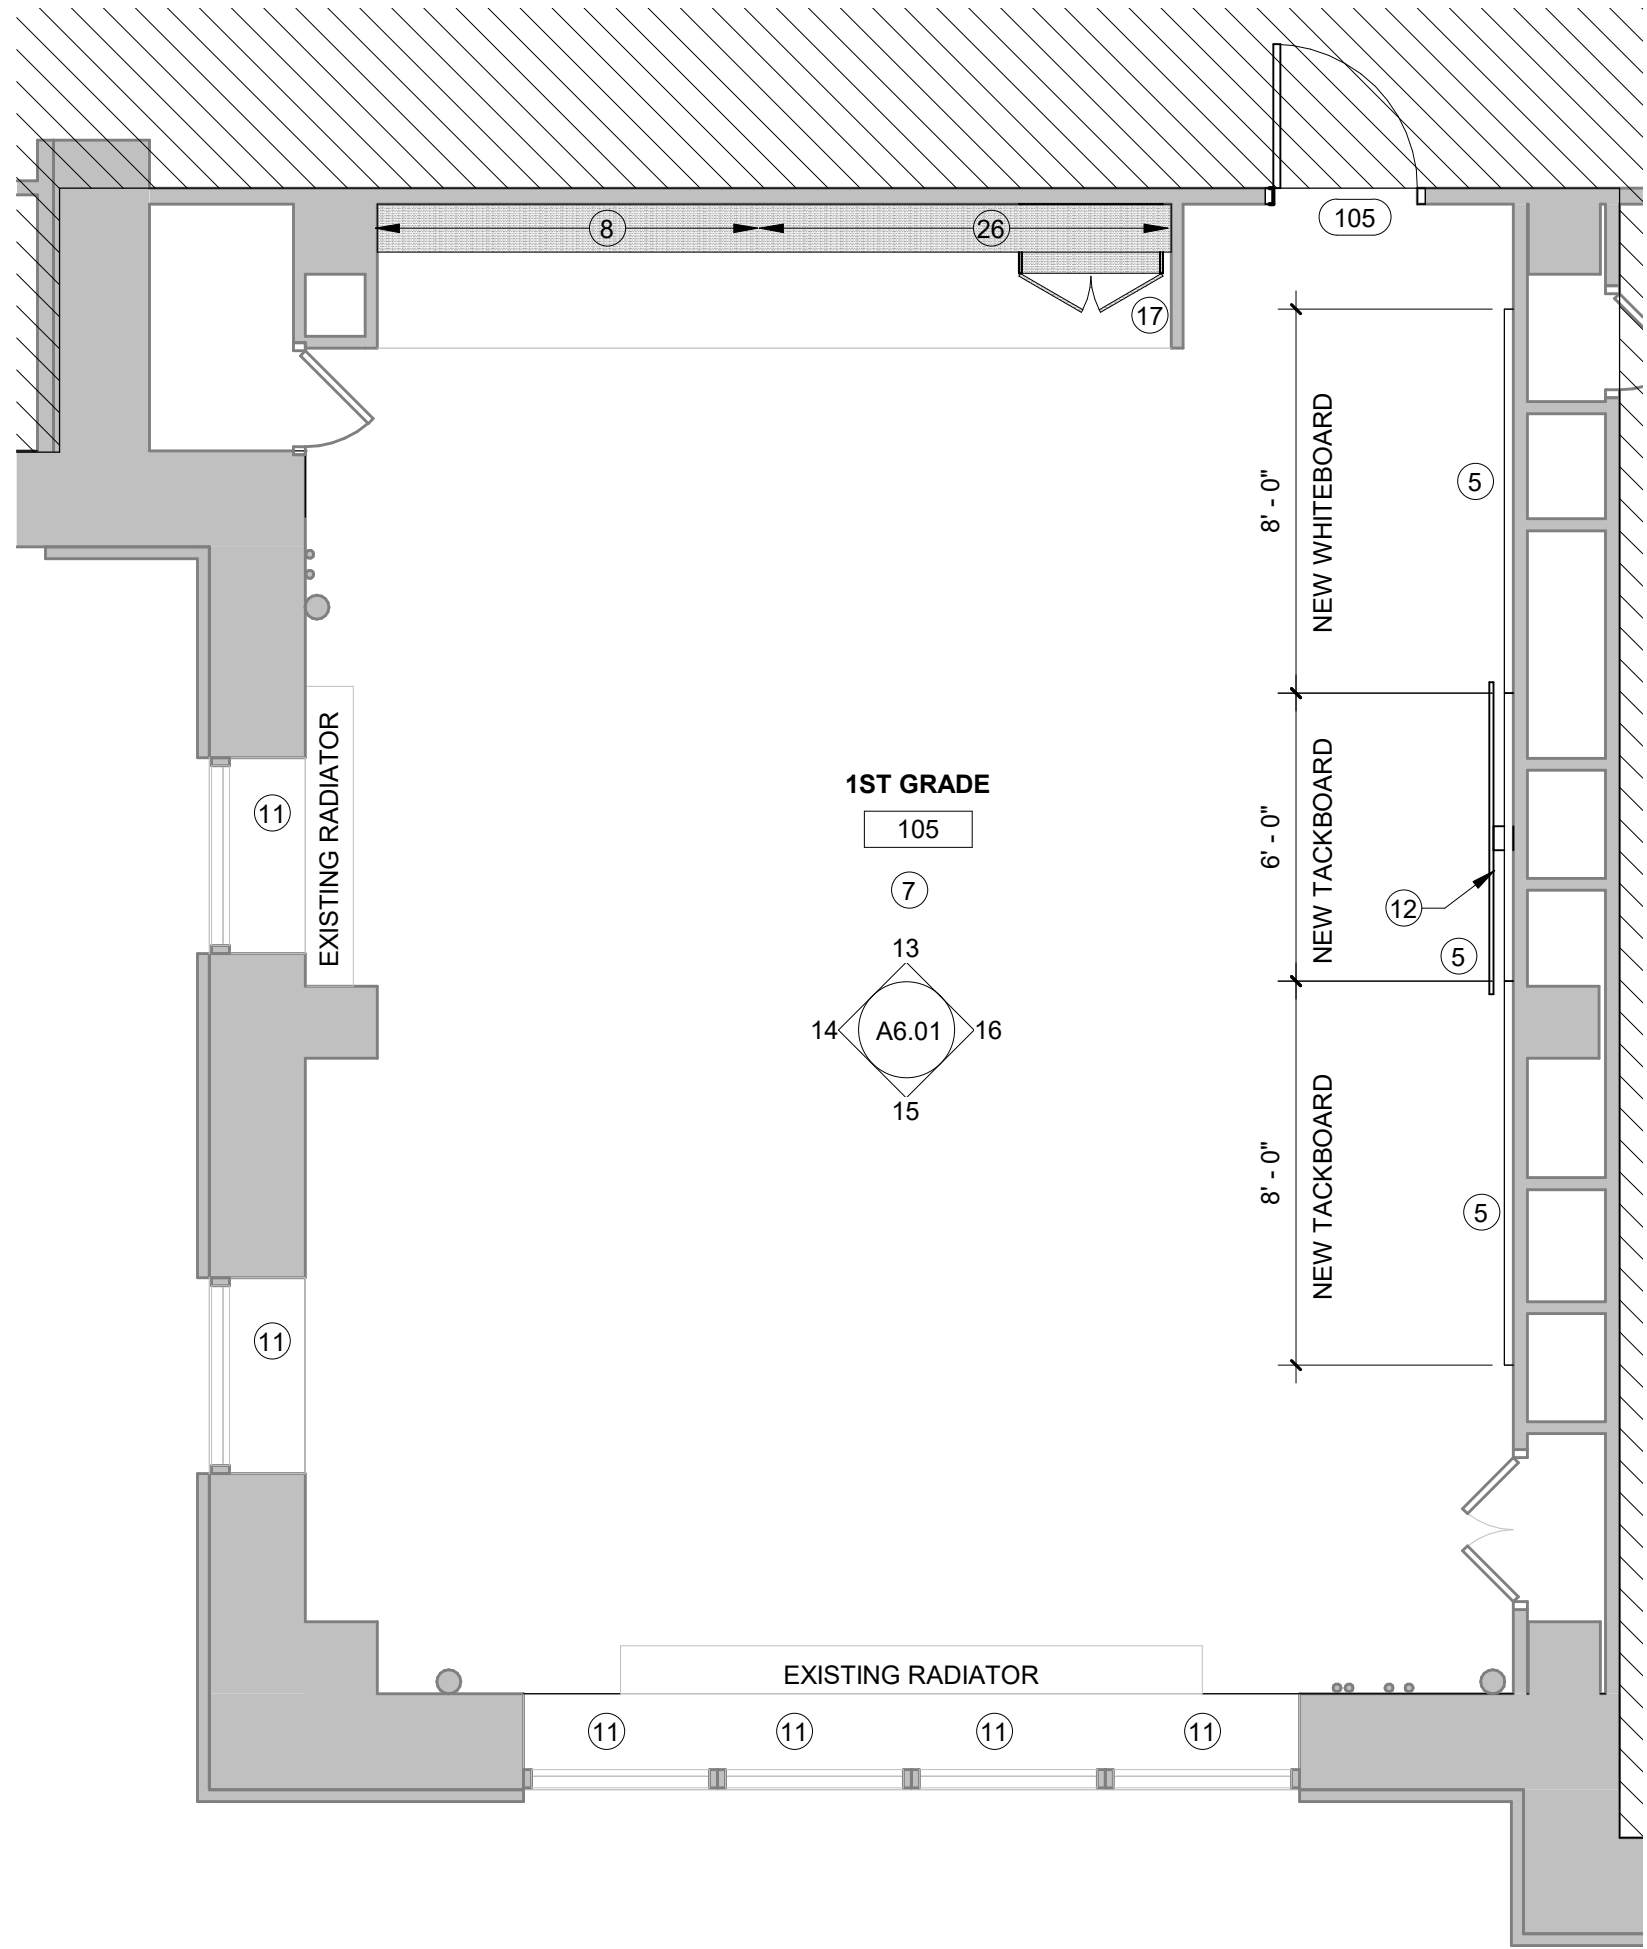 105
8
26
17
8' - 0"
NEW WHITEBOARD
5
EXISTING RADIATOR
11
1ST GRADE
105
7
13
14
A6.01
16
15
6' - 0"
NEW TACKBOARD
12
5
8' - 0"
NEW TACKBOARD
5
11
EXISTING RADIATOR
11
11
11
11